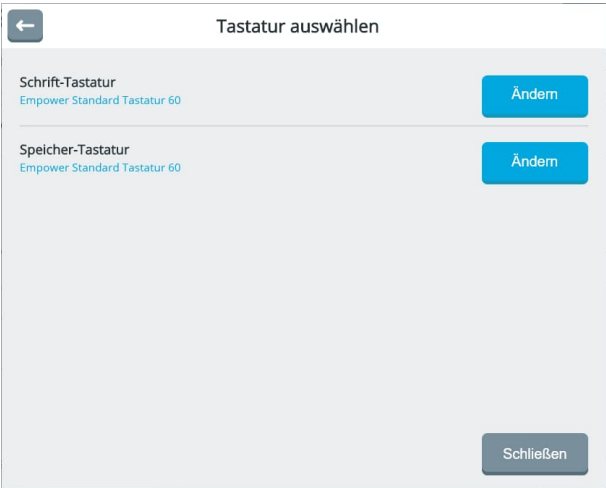 Tastatur auswählen
Schrift-Tastatur
Empower Standard Tastatur 60
Ändern
Speicher-Tastatur
Empower Standard Tastatur 60
Ändern
Schließen